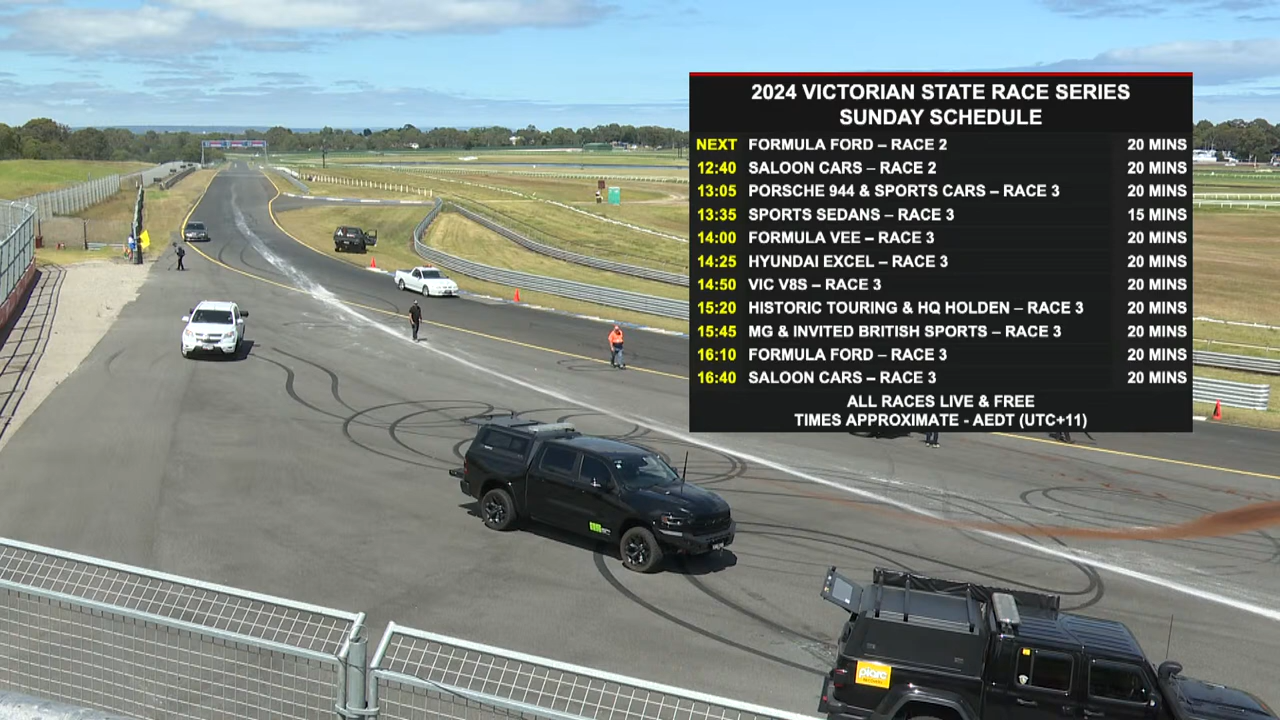 2024 VICTORIAN STATE RACE SERIES
SUNDAY SCHEDULE
NEXT FORMULA FORD – RACE 2 20 MINS
12:40 SALOON CARS – RACE 2 20 MINS
13:05 PORSCHE 944 & SPORTS CARS – RACE 3 20 MINS
13:35 SPORTS SEDANS – RACE 3 15 MINS
14:00 FORMULA VEE – RACE 3 20 MINS
14:25 HYUNDAI EXCEL – RACE 3 20 MINS
14:50 VIC V8S – RACE 3 20 MINS
15:20 HISTORIC TOURING & HQ HOLDEN – RACE 3 20 MINS
15:45 MG & INVITED BRITISH SPORTS – RACE 3 20 MINS
16:10 FORMULA FORD – RACE 3 20 MINS
16:40 SALOON CARS – RACE 3 20 MINS
ALL RACES LIVE & FREE
TIMES APPROXIMATE - AEDT (UTC+11)
piarc